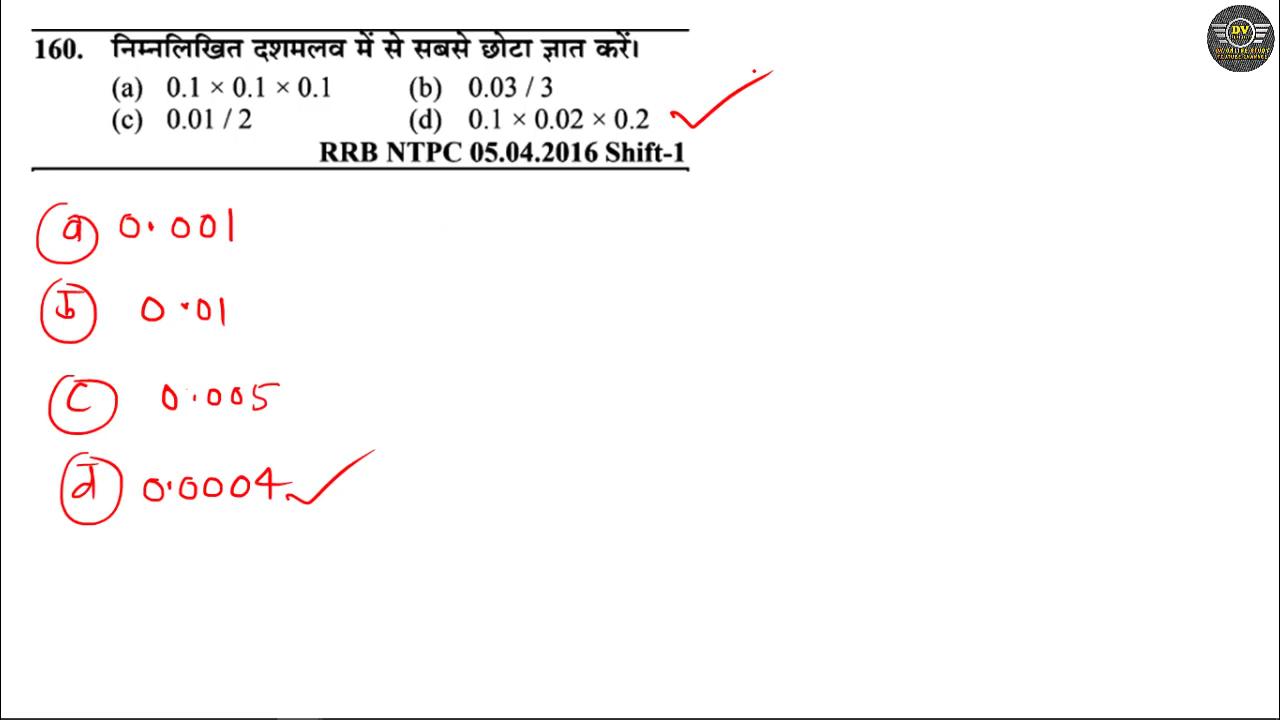 160. निम्नलिखित दशमलव में से सबसे छोटा ज्ञात करें।
(a) 0.1 × 0.1 × 0.1 (b) 0.03 / 3
(c) 0.01 / 2 (d) 0.1 × 0.02 × 0.2
RRB NTPC 05.04.2016 Shift-1
a 0.001
b 0.01
c 0.005
d 0.0004
DV